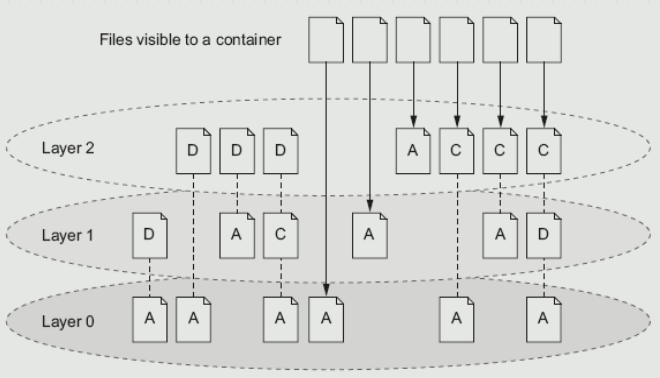 Files visible to a container
Layer 2
D D D A C C C
Layer 1
D A C A A D
Layer 0
A A A A A A